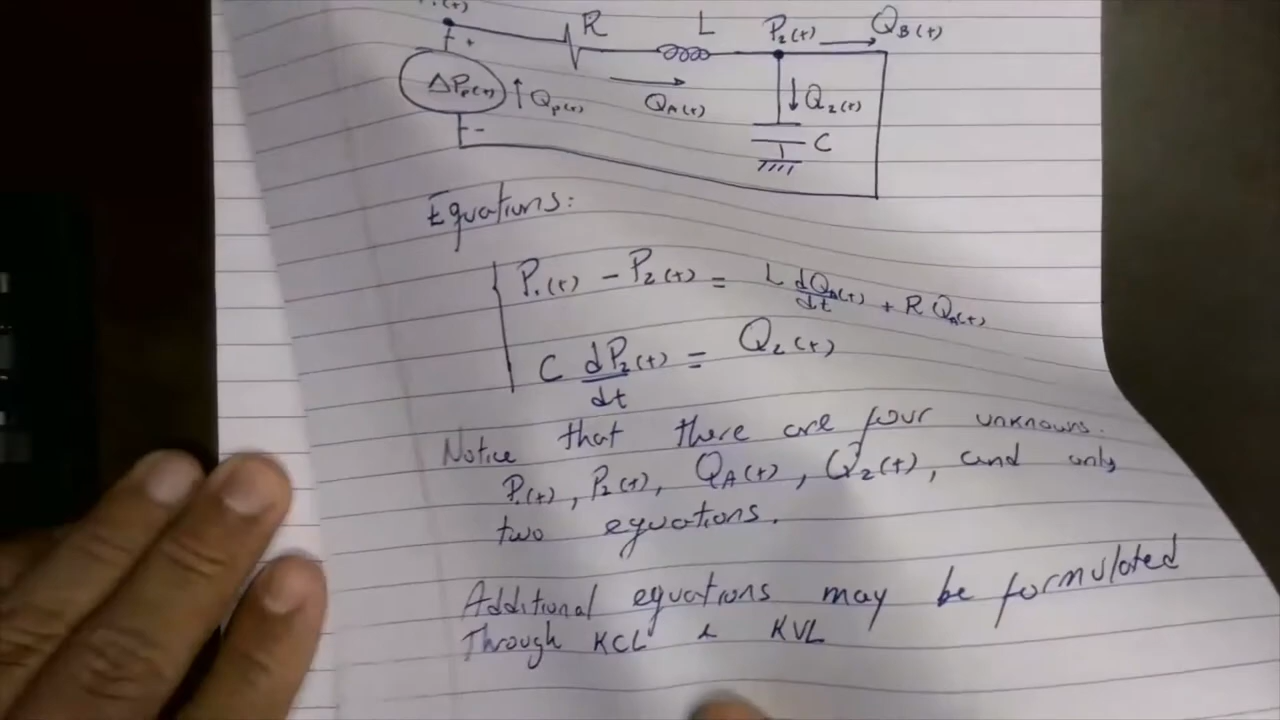 R L P2(t) QB(t)
+
ΔPp(t) Qp(t) QA(t) Q2(t)
- C
Equations:
P1(t) - P2(t) = L dQA(t)/dt + R QA(t)
C dP2(t)/dt = Q2(t)
Notice that there are four unknowns.
P1(t), P2(t), QA(t), Q2(t), and only
two equations.
Additional equations may be formulated
Through KCL & KVL